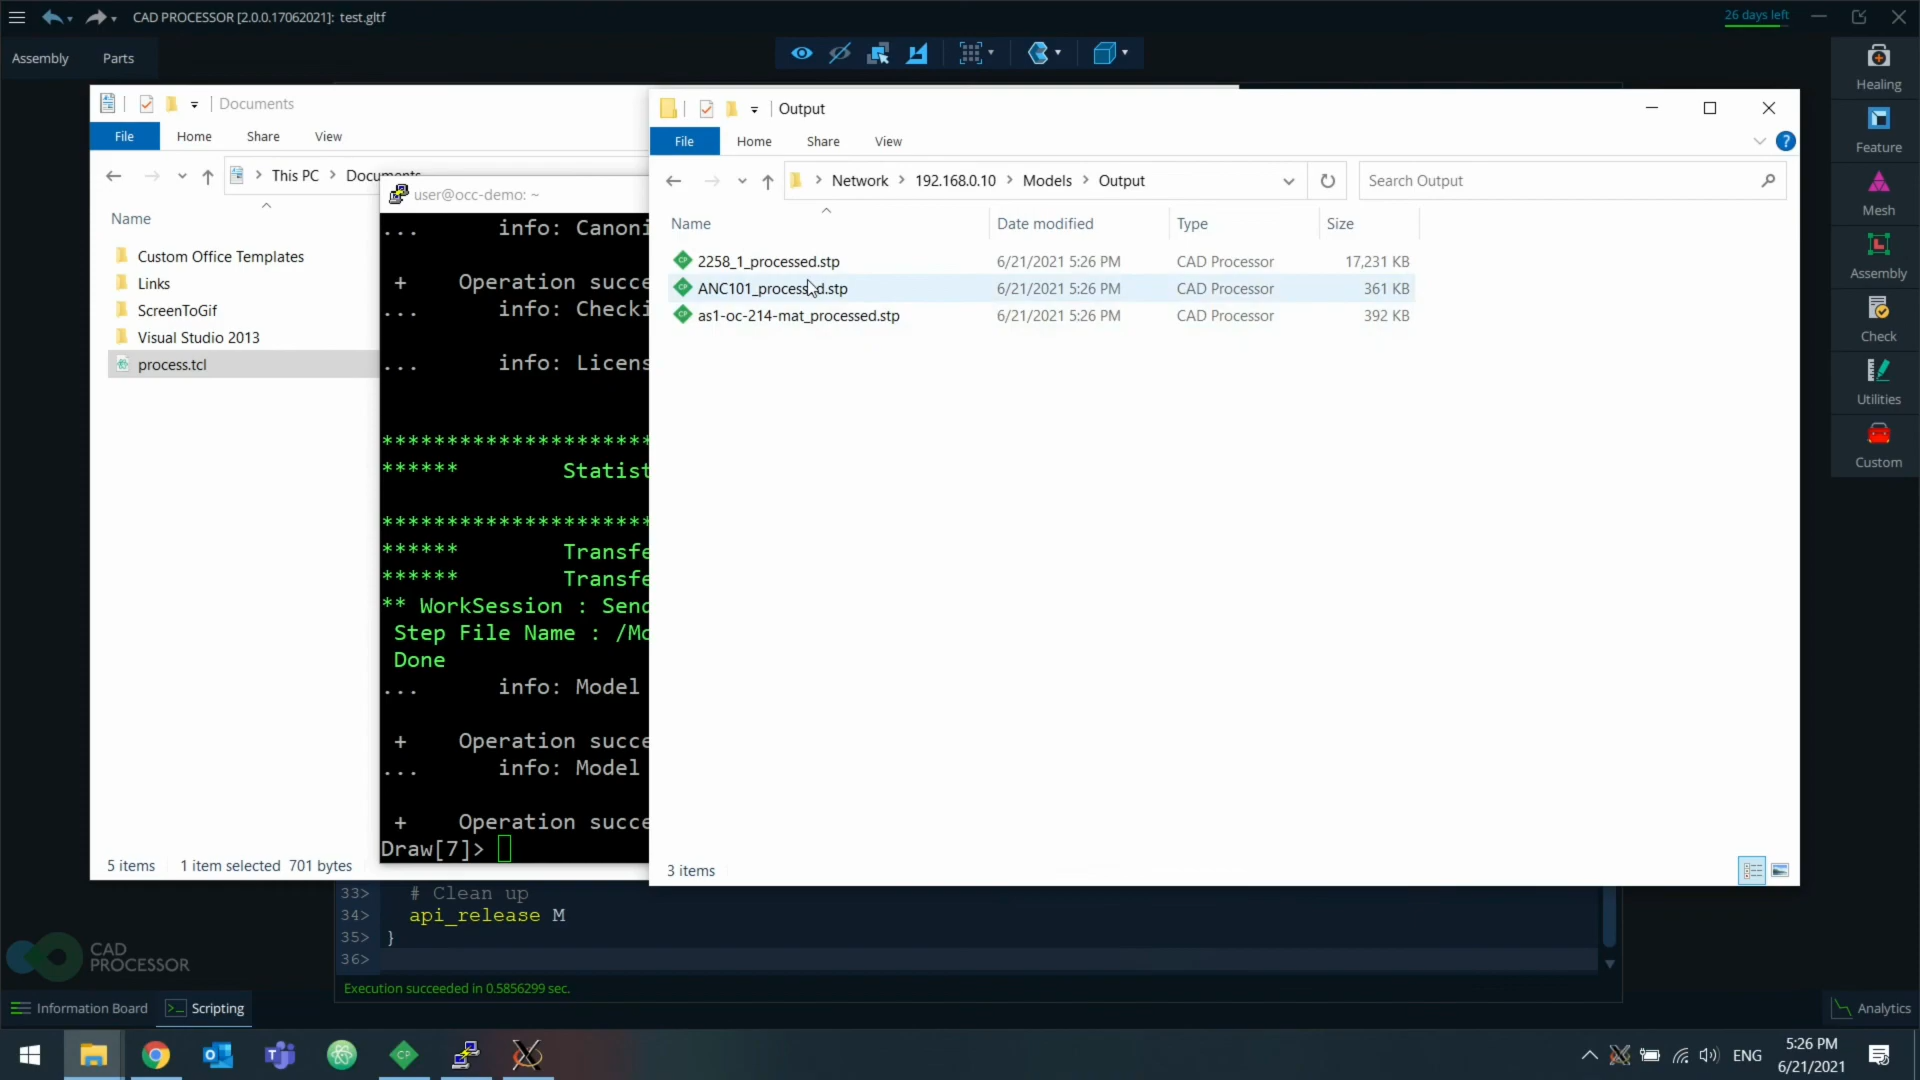 CAD PROCESSOR [2.0.0.17062021]: test.gltf
26 days left
Assembly
Parts
Healing
Feature
Mesh
Assembly
Check
Utilities
Custom
Documents
File
Home
Share
View
This PC > Documents
Name
Custom Office Templates
Links
ScreenToGif
Visual Studio 2013
process.tcl
5 items
1 item selected 701 bytes
user@occ-demo: ~
... info: Canoni
+ Operation succe
... info: Checki
... info: Licens
*********************
****** Statist
*********************
****** Transfe
****** Transfe
** WorkSession : Send
Step File Name : /Mo
Done
... info: Model
+ Operation succe
... info: Model
+ Operation succe
Draw[7]>
Output
File
Home
Share
View
?
> Network > 192.168.0.10 > Models > Output
Search Output
Name Date modified Type Size
2258_1_processed.stp 6/21/2021 5:26 PM CAD Processor 17,231 KB
ANC101_processed.stp 6/21/2021 5:26 PM CAD Processor 361 KB
as1-oc-214-mat_processed.stp 6/21/2021 5:26 PM CAD Processor 392 KB
3 items
33> # Clean up
34> api_release M
35> }
36>
Execution succeeded in 0.5856299 sec.
CAD
PROCESSOR
Information Board
>_ Scripting
Analytics
CP
ENG
5:26 PM
6/21/2021